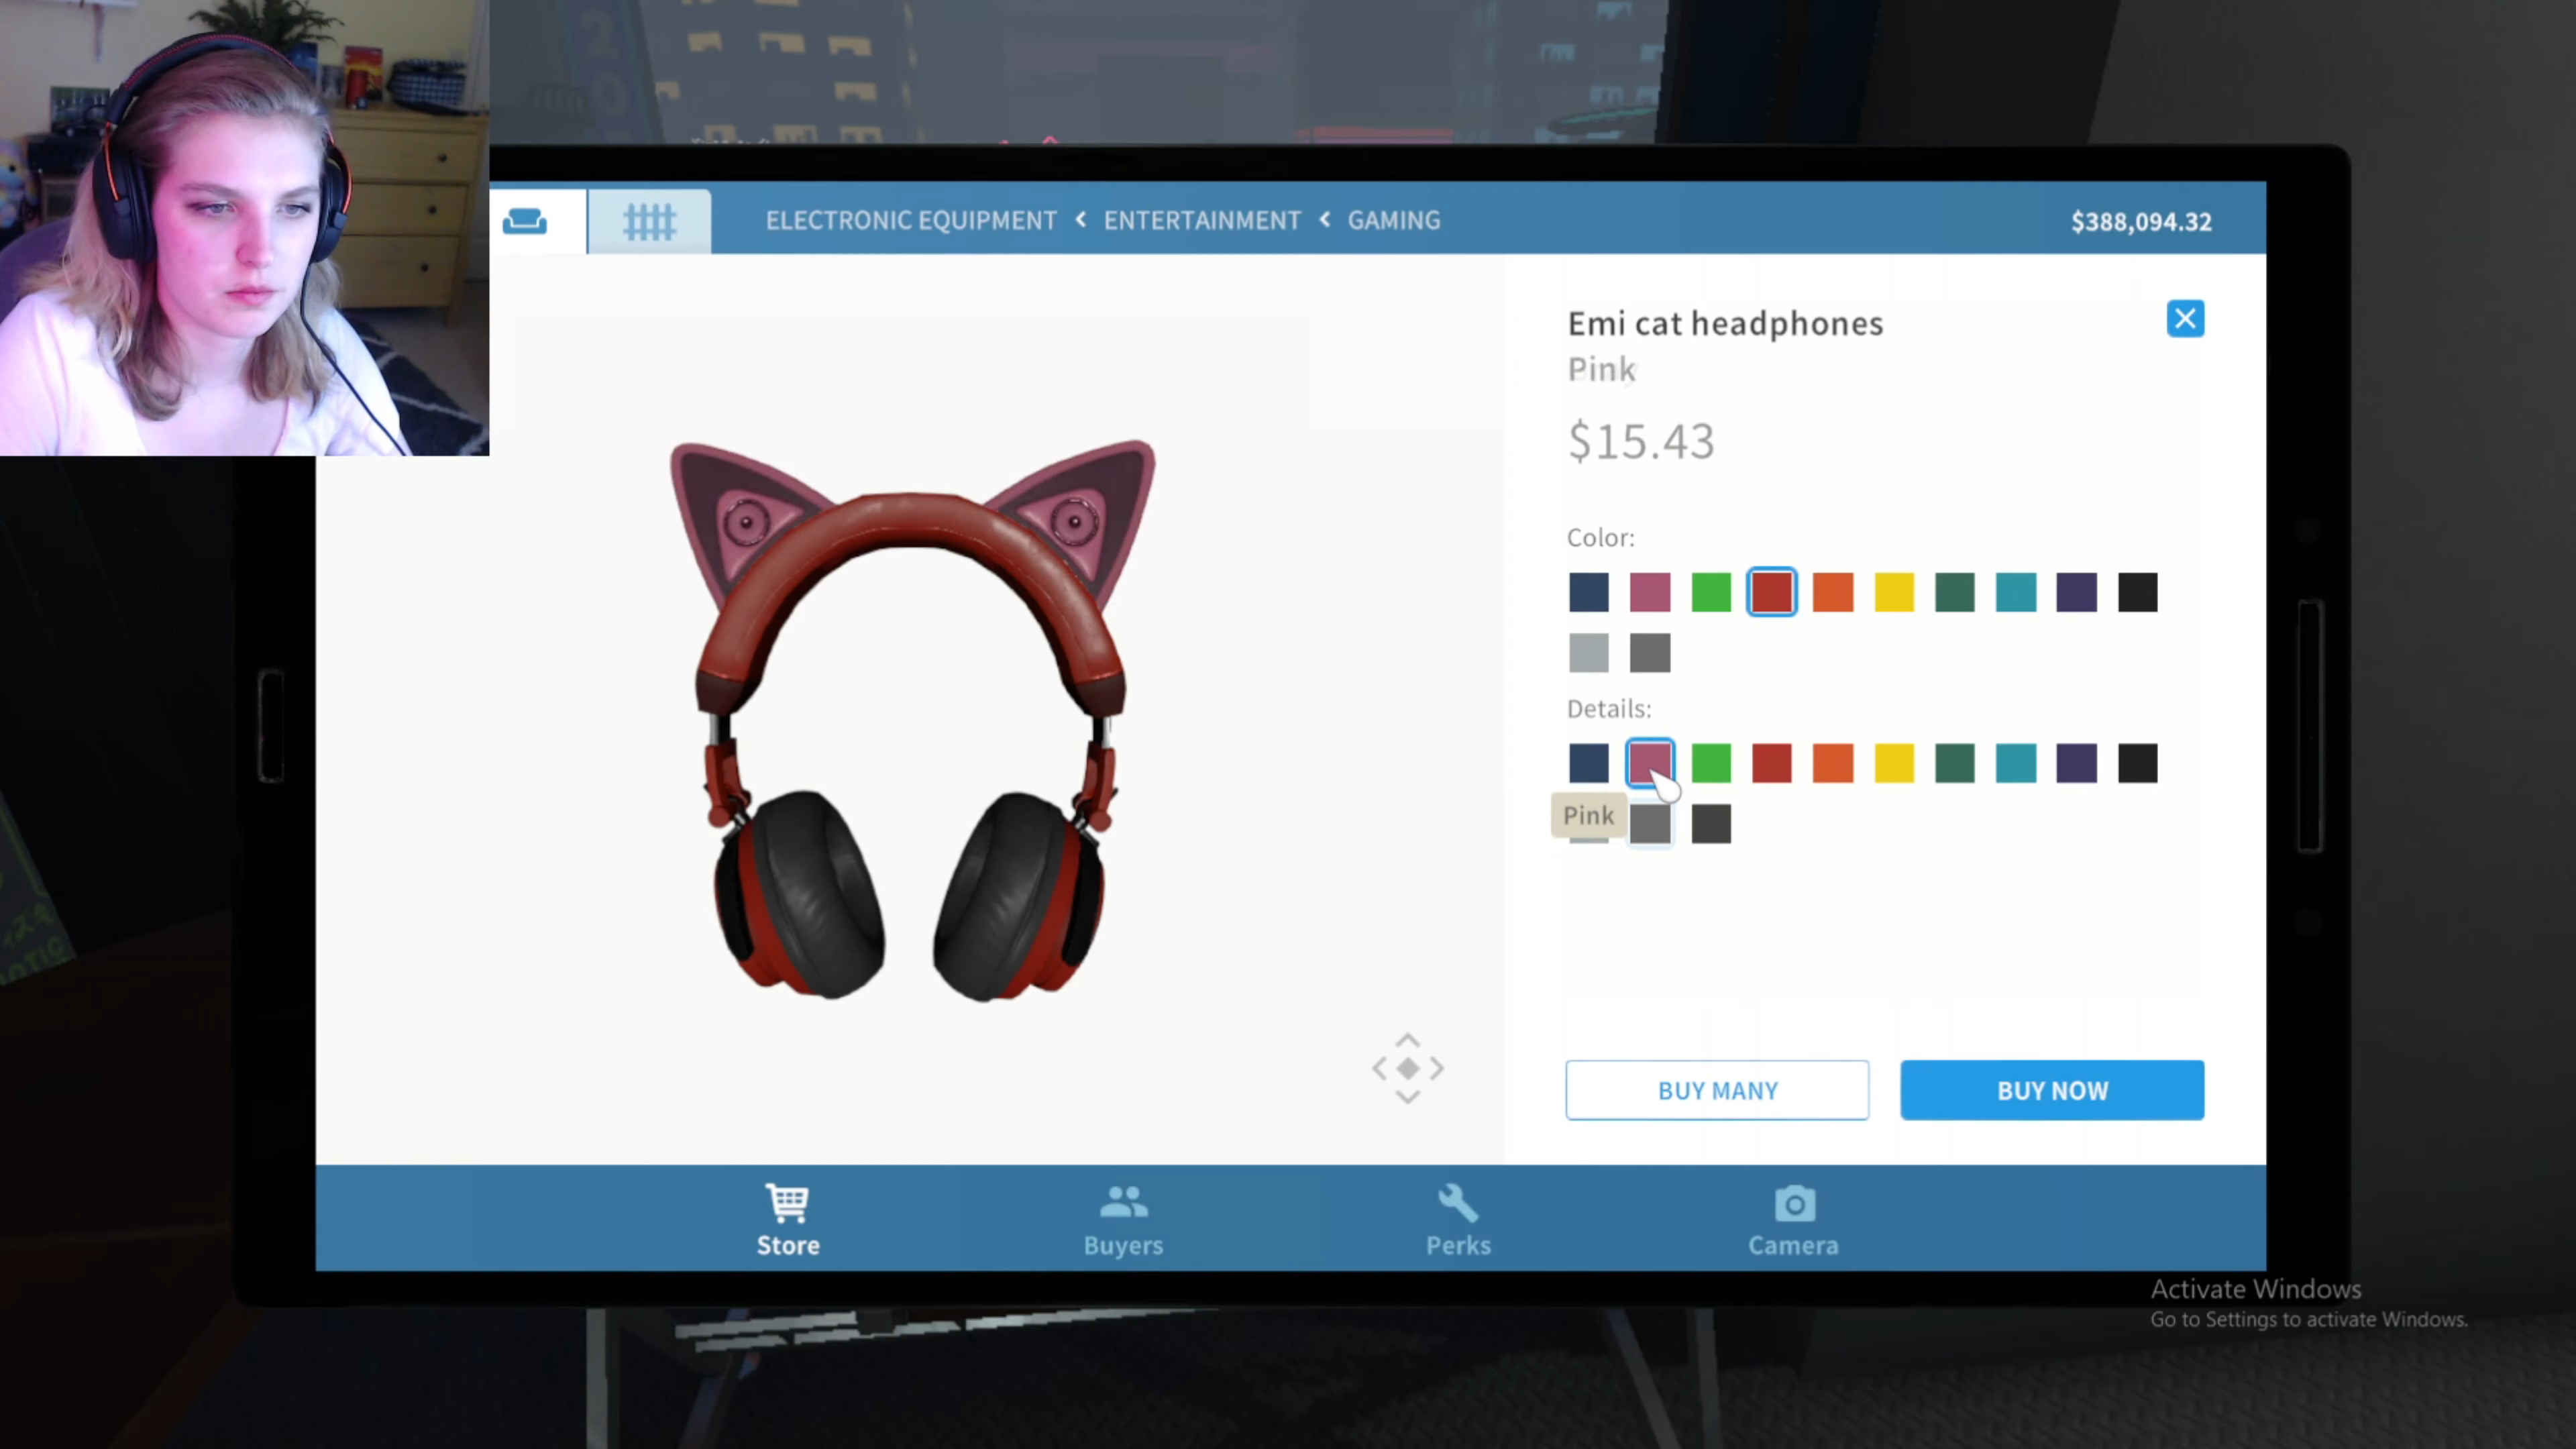 ELECTRONIC EQUIPMENT < ENTERTAINMENT < GAMING
$388,094.32
Emi cat headphones
Pink
$15.43
Color:
Details:
Pink
BUY MANY
BUY NOW
Store
Buyers
Perks
Camera
Activate Windows
Go to Settings to activate Windows.